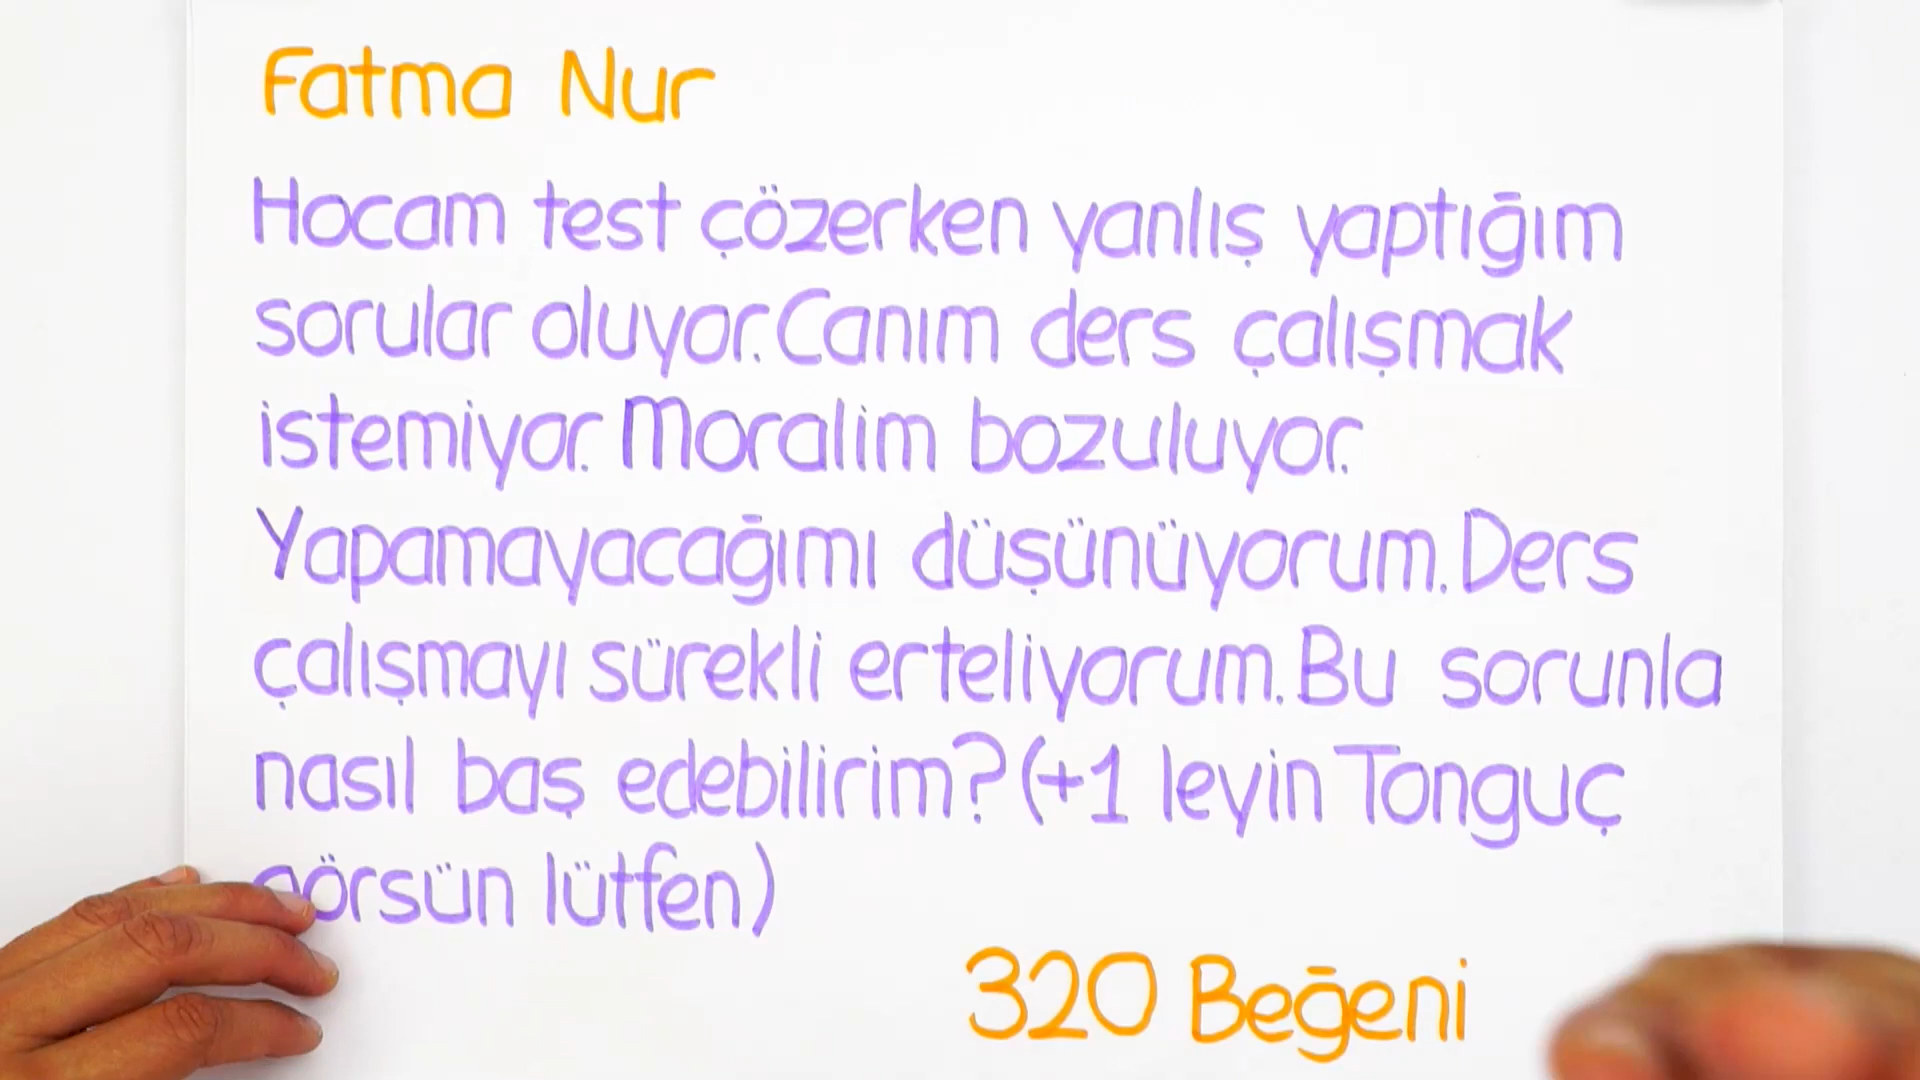 Fatma Nur
Hocam test çözerken yanlış yaptığım
sorular oluyor. Canım ders çalışmak
istemiyor. Moralim bozuluyor.
Yapamayacağımı düşünüyorum. Ders
çalışmayı sürekli erteliyorum. Bu sorunla
nasıl baş edebilirim? (+1 leyin Tonguç
görsün lütfen)
320 Beğeni